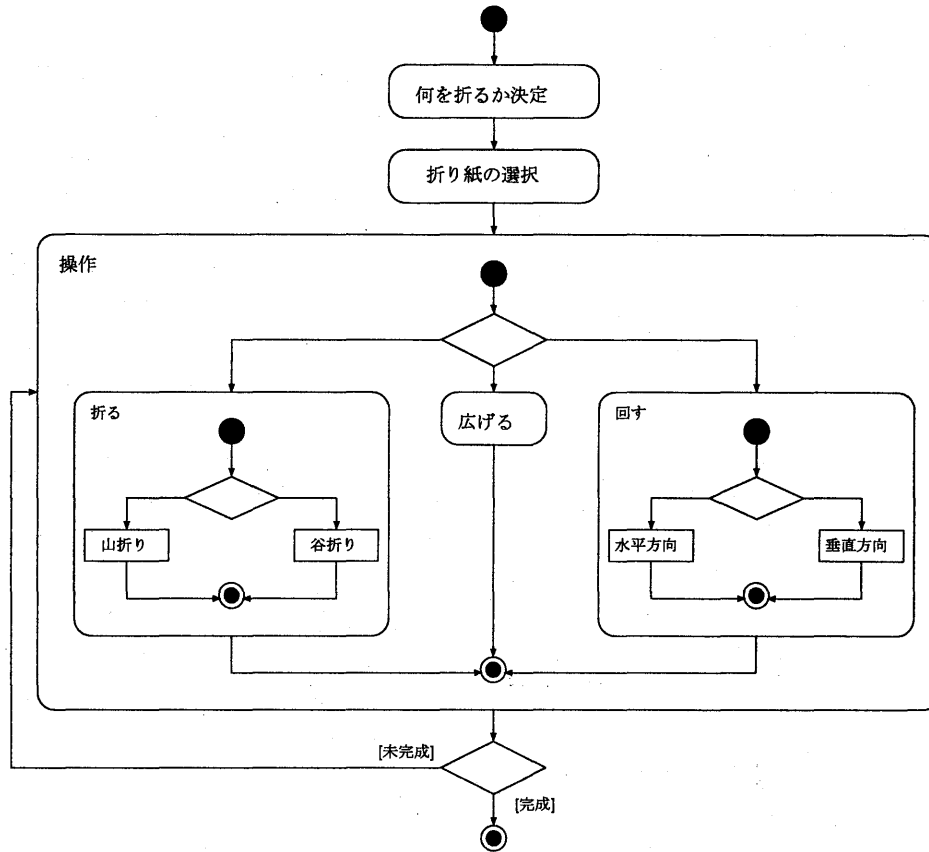 何を折るか決定
折り紙の選択
操作
折る
広げる
回す
山折り
谷折り
水平方向
垂直方向
[未完成]
[完成]